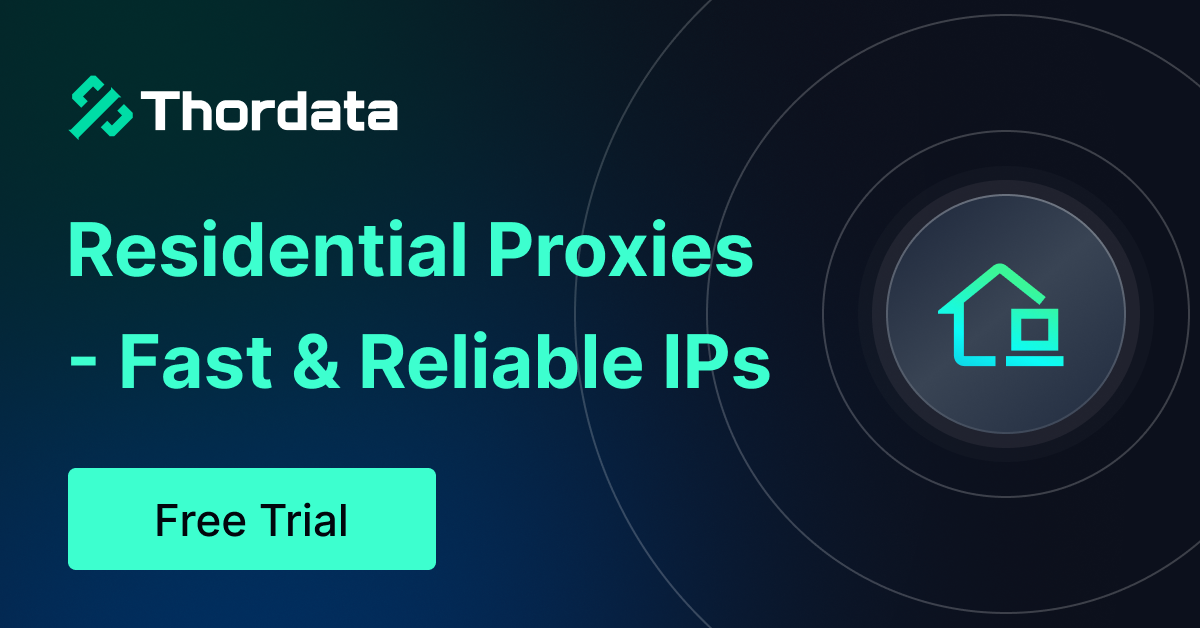 Thordata
Residential Proxies
- Fast & Reliable IPs
Free Trial